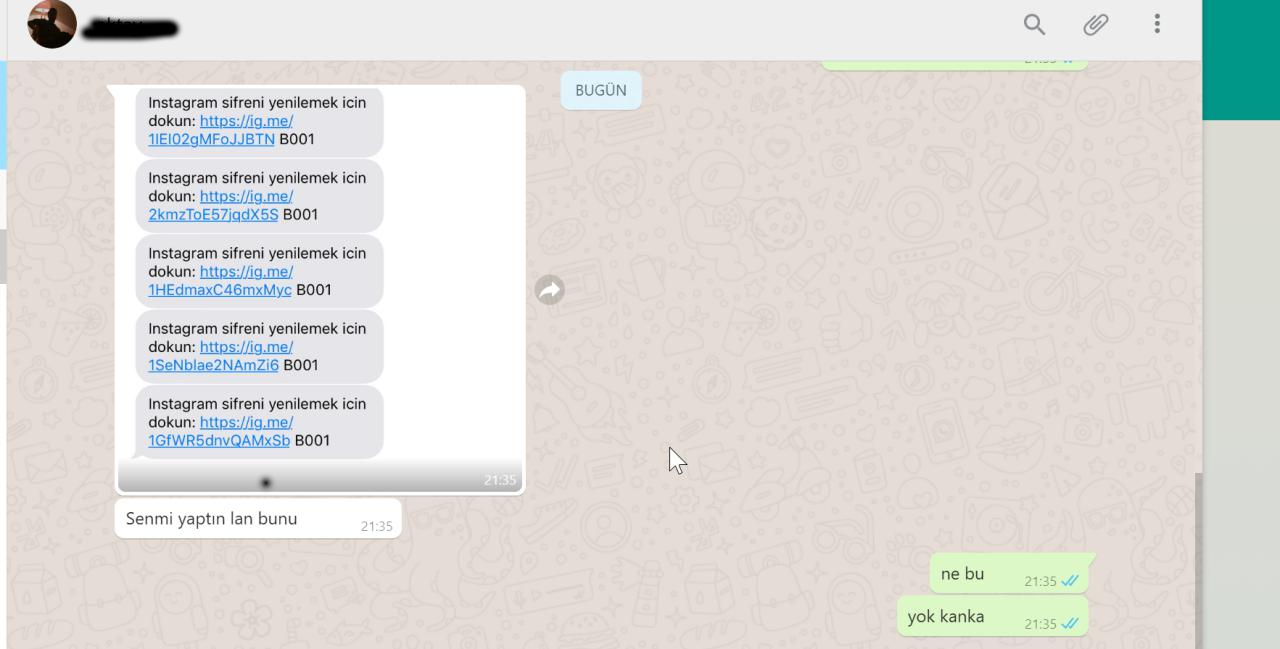 BUGÜN
Instagram sifreni yenilemek icin
dokun: https://ig.me/
1IEI02gMFoJJBTN B001
Instagram sifreni yenilemek icin
dokun: https://ig.me/
2kmzToE57jqdX5S B001
Instagram sifreni yenilemek icin
dokun: https://ig.me/
1HEdmaxC46mxMyc B001
Instagram sifreni yenilemek icin
dokun: https://ig.me/
1SeNblae2NAmZi6 B001
Instagram sifreni yenilemek icin
dokun: https://ig.me/
1GfWR5dnvQAMxSb B001
21:35
Senmi yaptın lan bunu 21:35
ne bu 21:35
yok kanka 21:35